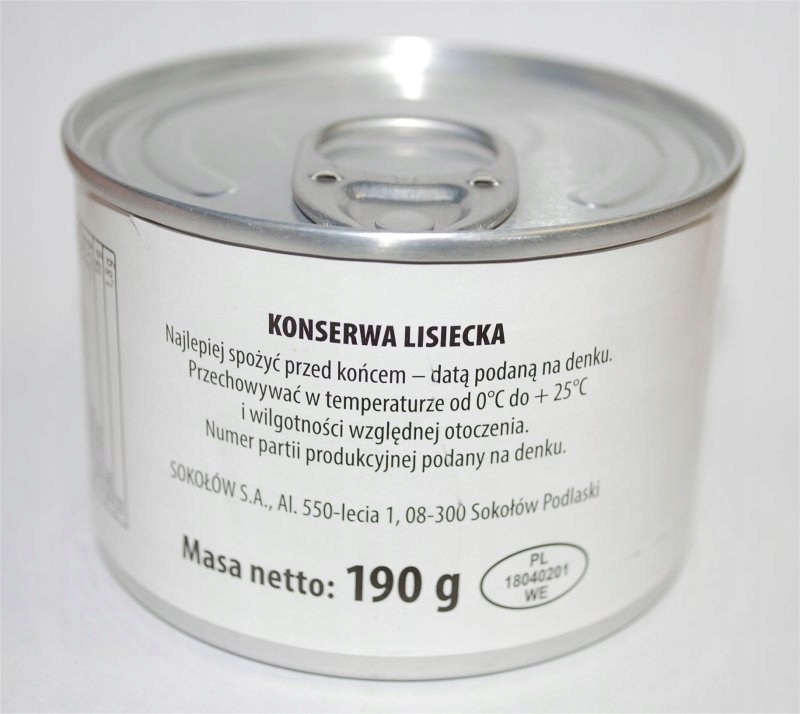 KONSERWA LISIECKA
Najlepiej spożyć przed końcem – datą podaną na denku.
Przechowywać w temperaturze od 0°C do + 25°C
i wilgotności względnej otoczenia.
Numer partii produkcyjnej podany na denku.
SOKOŁÓW S.A., Al. 550-lecia 1, 08-300 Sokołów Podlaski
Masa netto: 190 g
PL
18040201
WE